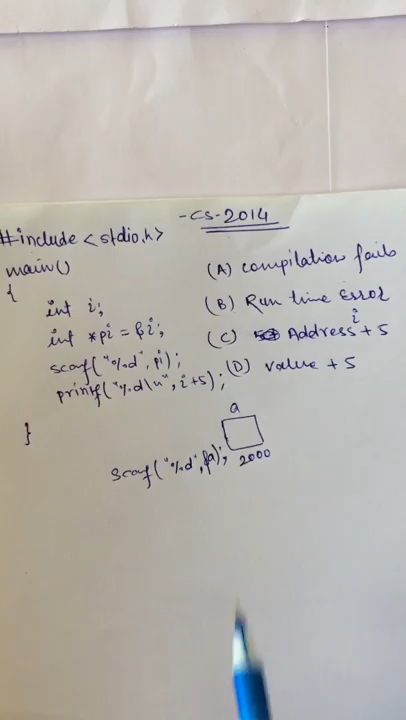 -CS-2014
#include <stdio.h>
main()
{
int i;
int *pi = &i;
scanf("%d", pi);
printf("%d\n", i+5);
}
(A) compilation fails
(B) Run time Error
i
(C) Address + 5
(D) value + 5
a
scanf("%d", &a);
2000